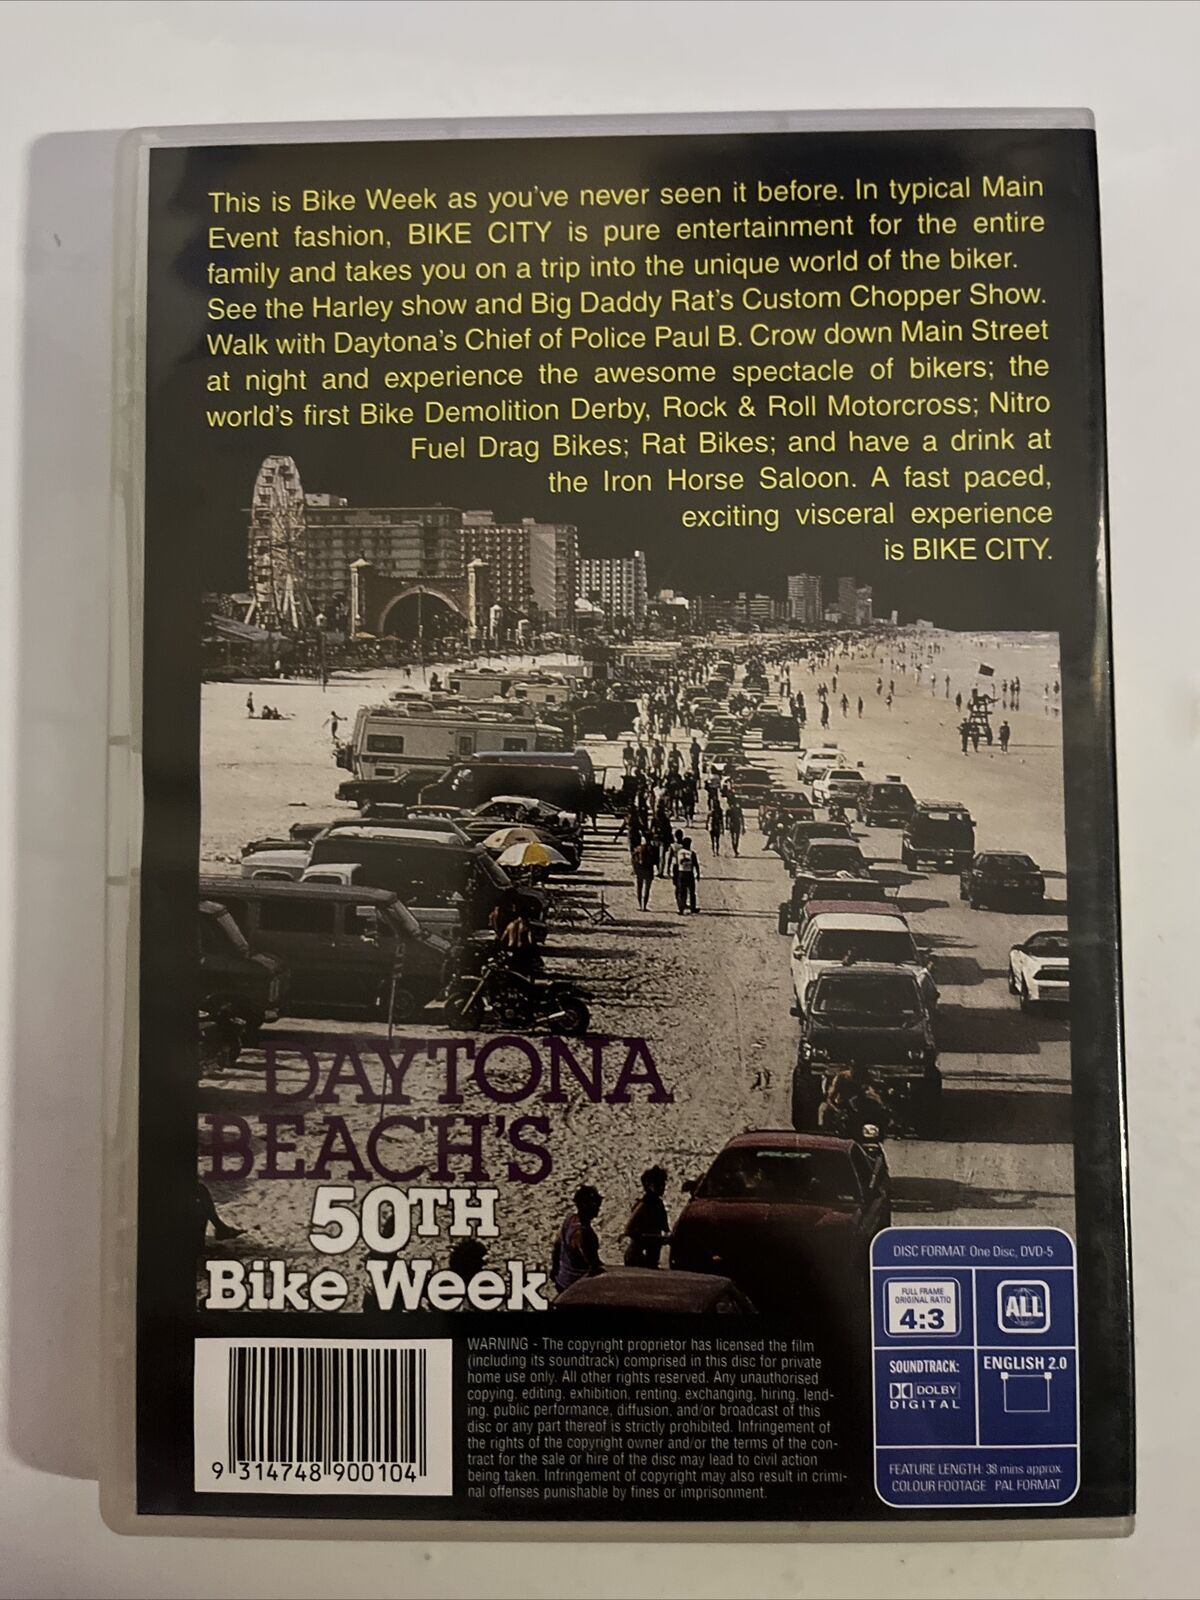 This is Bike Week as you've never seen it before. In typical Main
Event fashion, BIKE CITY is pure entertainment for the entire
family and takes you on a trip into the unique world of the biker.
See the Harley show and Big Daddy Rat's Custom Chopper Show.
Walk with Daytona's Chief of Police Paul B. Crow down Main Street
at night and experience the awesome spectacle of bikers; the
world's first Bike Demolition Derby, Rock & Roll Motorcross; Nitro
Fuel Drag Bikes; Rat Bikes; and have a drink at
the Iron Horse Saloon. A fast paced,
exciting visceral experience
is BIKE CITY.
DAYTONA
BEACH'S
50TH
Bike Week
WARNING - The copyright proprietor has licensed the film
(including its soundtrack) comprised in this disc for private
home use only. All other rights reserved. Any unauthorised
copying, editing, exhibition, renting, exchanging, hiring, lend-
ing, public performance, diffusion, and/or broadcast of this
disc or any part thereof is strictly prohibited. Infringement of
the rights of the copyright owner and/or the terms of the con-
tract for the sale or hire of the disc may lead to civil action
being taken. Infringement of copyright may also result in crimi-
nal offenses punishable by fines or imprisonment.
9 314748 900104
DISC FORMAT One Disc, DVD-5
FULL FRAME
ORIGINAL RATIO
4:3
ALL
SOUNDTRACK:
DOLBY
DIGITAL
ENGLISH 2.0
FEATURE LENGTH: 38 mins approx.
COLOUR FOOTAGE PAL FORMAT